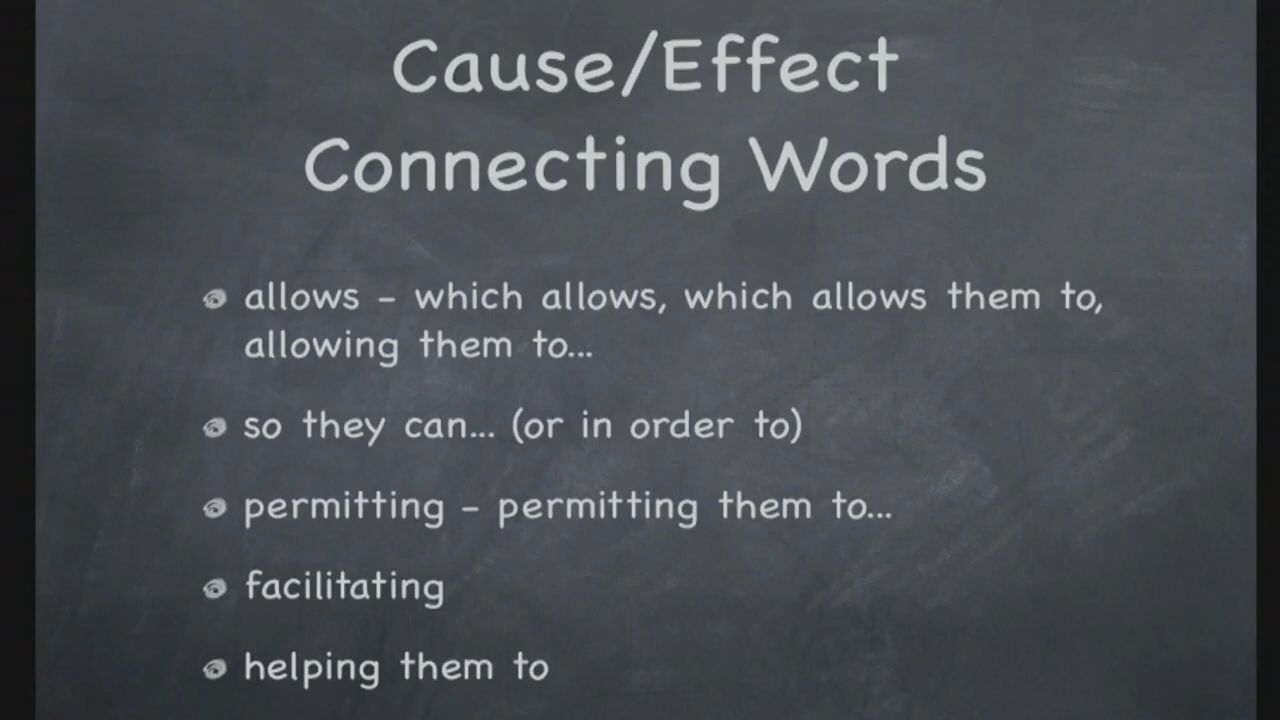 Cause/Effect
Connecting Words
allows - which allows, which allows them to,
allowing them to...
so they can... (or in order to)
permitting - permitting them to...
facilitating
helping them to